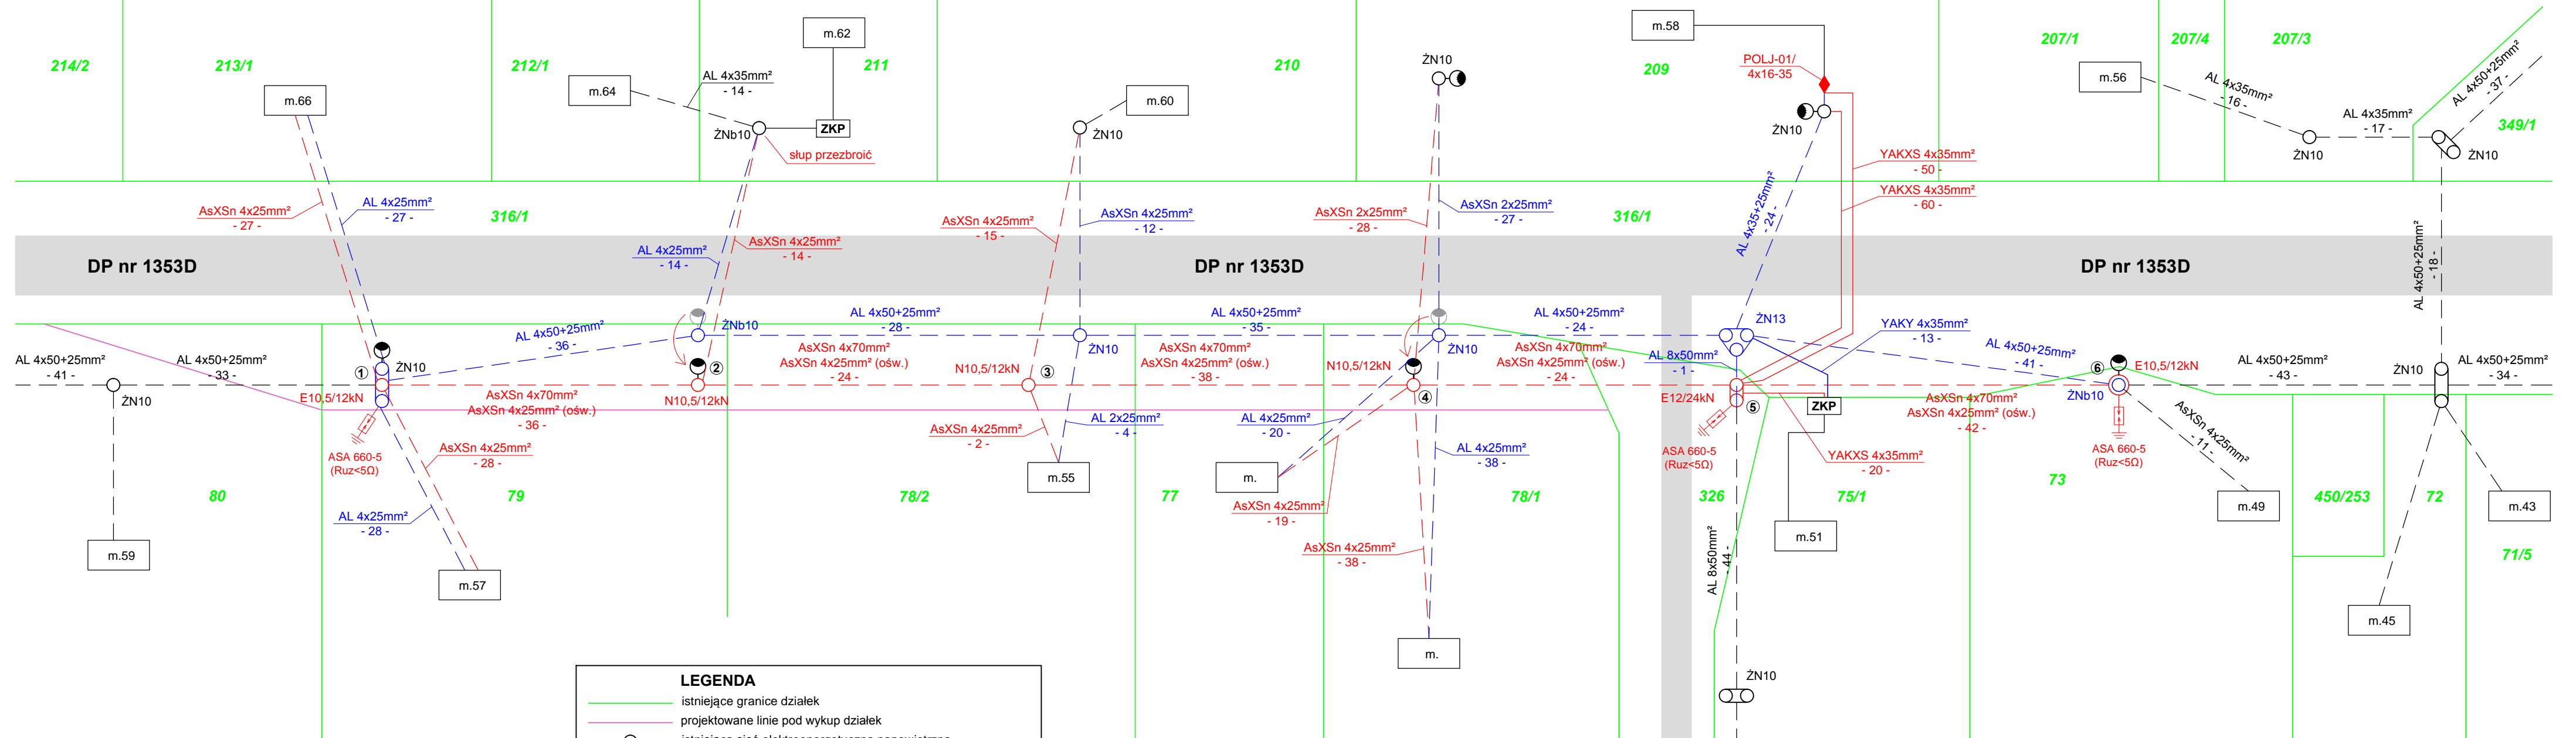 m.58
m.62
214/2
213/1
212/1
211
210
209
207/1
207/4
207/3
349/1
ŻN10
POLJ-01/
4x16-35
m.56
AL 4x35mm²
- 16 -
AL 4x50+25mm²
- 37 -
m.66
m.64
AL 4x35mm²
- 14 -
ŻNb10
ZKP
słup przezbroić
m.60
ŻN10
ŻN10
AL 4x35mm²
- 17 -
ŻN10
ŻN10
YAKXS 4x35mm²
- 50 -
YAKXS 4x35mm²
- 60 -
AsXSn 4x25mm²
- 27 -
AL 4x25mm²
- 27 -
316/1
AsXSn 4x25mm²
- 15 -
AsXSn 4x25mm²
- 12 -
AsXSn 2x25mm²
- 28 -
AsXSn 2x25mm²
- 27 -
316/1
AL 4x35+25mm²
- 24 -
AL 4x25mm²
- 14 -
AsXSn 4x25mm²
- 14 -
AL 4x50+25mm²
- 18 -
DP nr 1353D
DP nr 1353D
DP nr 1353D
AL 4x50+25mm²
- 41 -
AL 4x50+25mm²
- 33 -
ŻN10
1
ŻN10
E10,5/12kN
AL 4x50+25mm²
- 36 -
AsXSn 4x70mm²
AsXSn 4x25mm² (ośw.)
- 36 -
ŻNb10
2
N10,5/12kN
AL 4x50+25mm²
- 28 -
AsXSn 4x70mm²
AsXSn 4x25mm² (ośw.)
- 24 -
N10,5/12kN
3
ŻN10
AL 4x50+25mm²
- 35 -
AsXSn 4x70mm²
AsXSn 4x25mm² (ośw.)
- 38 -
N10,5/12kN
4
ŻN10
AL 4x50+25mm²
- 24 -
AsXSn 4x70mm²
AsXSn 4x25mm² (ośw.)
- 24 -
AL 8x50mm²
- 1 -
ŻN13
E12/24kN
5
YAKY 4x35mm²
- 13 -
ZKP
AL 4x50+25mm²
- 41 -
AsXSn 4x70mm²
AsXSn 4x25mm² (ośw.)
- 42 -
6
E10,5/12kN
ŻNb10
AL 4x50+25mm²
- 43 -
ŻN10
AL 4x50+25mm²
- 34 -
ASA 660-5
(Ruz<5Ω)
AsXSn 4x25mm²
- 28 -
AsXSn 4x25mm²
- 2 -
AL 2x25mm²
- 4 -
AL 4x25mm²
- 20 -
AL 4x25mm²
- 38 -
ASA 660-5
(Ruz<5Ω)
YAKXS 4x35mm²
- 20 -
ASA 660-5
(Ruz<5Ω)
AsXSn 4x25mm²
- 11-
m.55
m.
80
79
78/2
77
78/1
326
75/1
73
450/253
72
m.49
m.43
AL 4x25mm²
- 28 -
AsXSn 4x25mm²
- 19 -
m.51
m.59
AsXSn 4x25mm²
- 38 -
AL 8x50mm²
- 44 -
71/5
m.57
m.45
m.
ŻN10
LEGENDA
istniejące granice działek
projektowane linie pod wykup działek
istniejąca sieć elektroenergetyczna napowietrzna